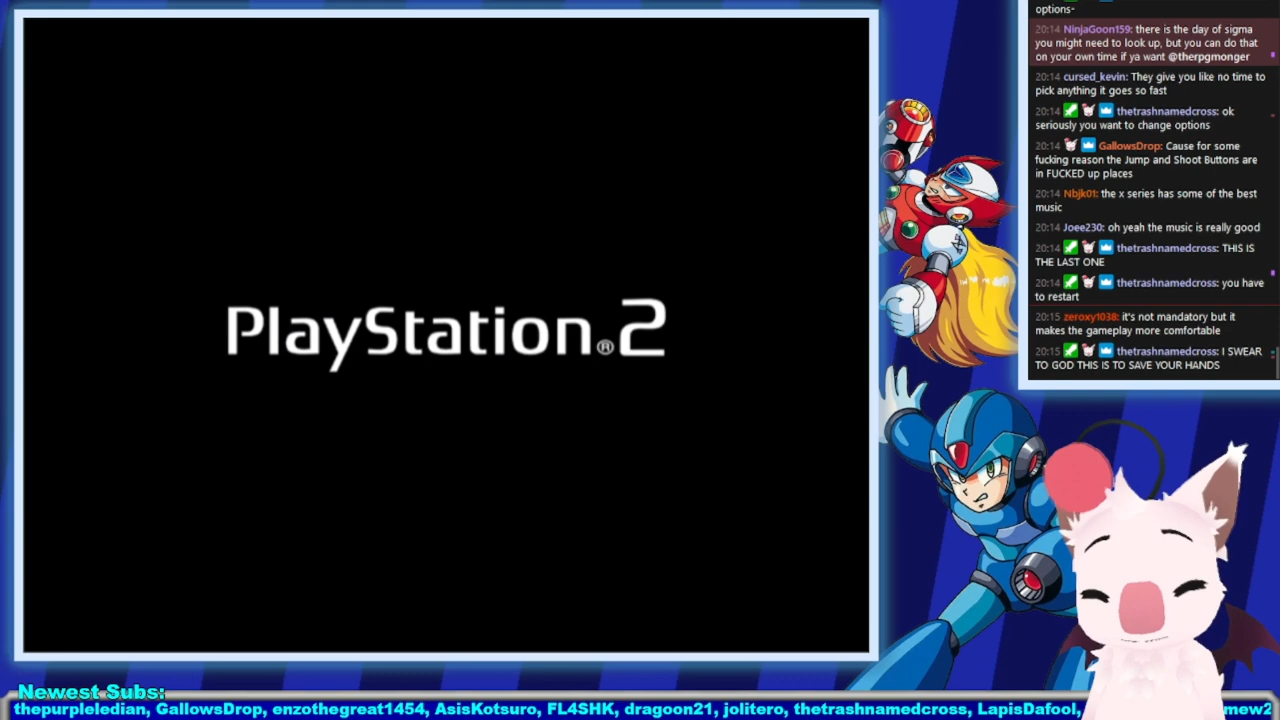 options-
20:14 NinjaGoon159: there is the day of sigma
you might need to look up, but you can do that
on your own time if ya want @therpgmonger
20:14 cursed_kevin: They give you like no time to
pick anything it goes so fast
20:14 thetrashnamedcross: ok
seriously you want to change options
20:14 GallowsDrop: Cause for some
fucking reason the Jump and Shoot Buttons are
in FUCKED up places
20:14 Nbjk01: the x series has some of the best
music
20:14 Joee230: oh yeah the music is really good
20:14 thetrashnamedcross: THIS IS
THE LAST ONE
20:14 thetrashnamedcross: you have
to restart
20:15 zeroxy1038: it's not mandatory but it
makes the gameplay more comfortable
20:15 thetrashnamedcross: I SWEAR
TO GOD THIS IS TO SAVE YOUR HANDS
PlayStation®2
Newest Subs:
thepurpleledian, GallowsDrop, enzothegreat1454, AsisKotsuro, FL4SHK, dragoon21, jolitero, thetrashnamedcross, LapisDafool,